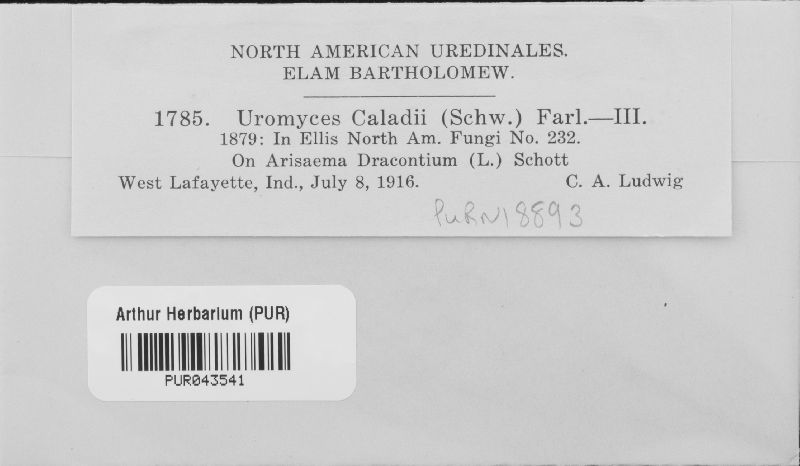 NORTH AMERICAN UREDINALES.
ELAM BARTHOLOMEW.
1785. Uromyces Caladii (Schw.) Farl.—III.
1879: In Ellis North Am. Fungi No. 232.
On Arisaema Dracontium (L.) Schott
West Lafayette, Ind., July 8, 1916. C. A. Ludwig
PURN18893
Arthur Herbarium (PUR)
PUR043541